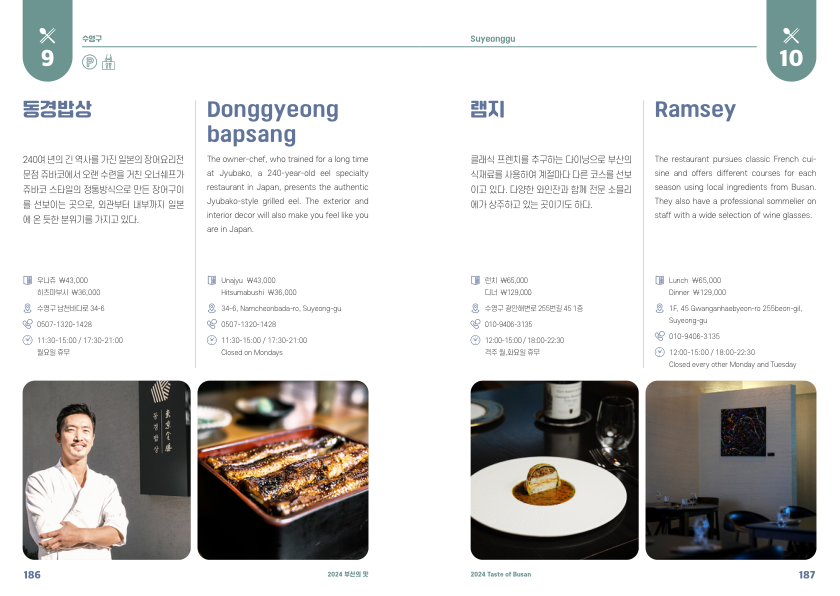 9
수영구
동경밥상
240여 년의 긴 역사를 가진 일본의 장어요리전
문점 쥬바코에서 오랜 수련을 거친 오너쉐프가
쥬바코 스타일의 정통방식으로 만든 장어구이
를 선보이는 곳으로, 외관부터 내부까지 일본
에 온 듯한 분위기를 가지고 있다.
우나쥬 ₩43,000
히츠마부시 ₩36,000
수영구 남천바다로 34-6
0507-1320-1428
11:30-15:00 / 17:30-21:00
월요일 휴무
Donggyeong
bapsang
The owner-chef, who trained for a long time
at Jyubako, a 240-year-old eel specialty
restaurant in Japan, presents the authentic
Jyubako-style grilled eel. The exterior and
interior decor will also make you feel like you
are in Japan.
Unajyu ₩43,000
Hitsumabushi ₩36,000
34-6, Namcheonbada-ro, Suyeong-gu
0507-1320-1428
11:30-15:00 / 17:30-21:00
Closed on Mondays
동경밥상
186
2024 부산의 맛
Suyeonggu
10
램지
클래식 프렌치를 추구하는 다이닝으로 부산의
식재료를 사용하여 계절마다 다른 코스를 선보
이고 있다. 다양한 와인잔과 함께 전문 소믈리
에가 상주하고 있는 곳이기도 하다.
런치 ₩65,000
디너 ₩129,000
수영구 광안해변로 255번길 45 1층
010-9406-3135
12:00-15:00/ 18:00-22:30
격주 월,화요일 휴무
Ramsey
The restaurant pursues classic French cui-
sine and offers different courses for each
season using local ingredients from Busan.
They also have a professional sommelier on
staff with a wide selection of wine glasses.
Lunch ₩65,000
Dinner ₩129,000
1F, 45 Gwanganhaebyeon-ro 255beon-gil,
Suyeong-gu
010-9406-3135
12:00-15:00 / 18:00-22:30
Closed every other Monday and Tuesday
2024 Taste of Busan
187